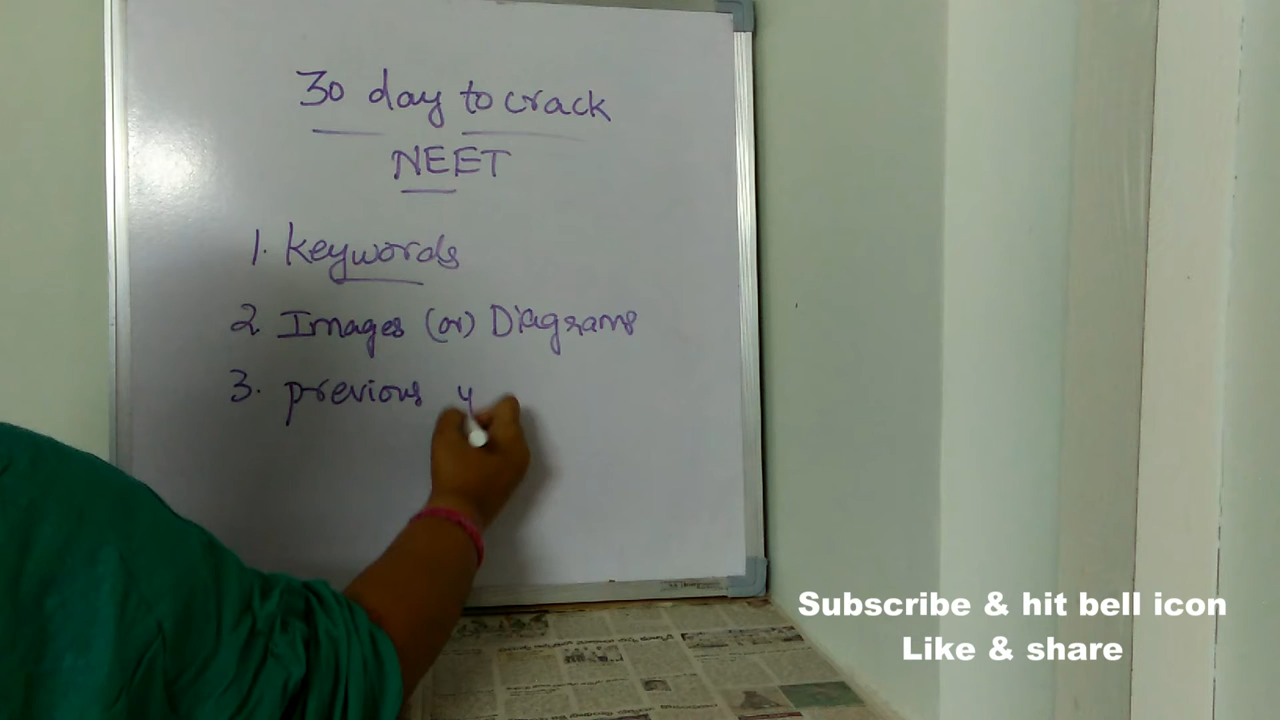 30 day to crack
NEET
1. Keywords
2 Images (or) Diagrams
3. previous y
Subscribe & hit bell icon
Like & share